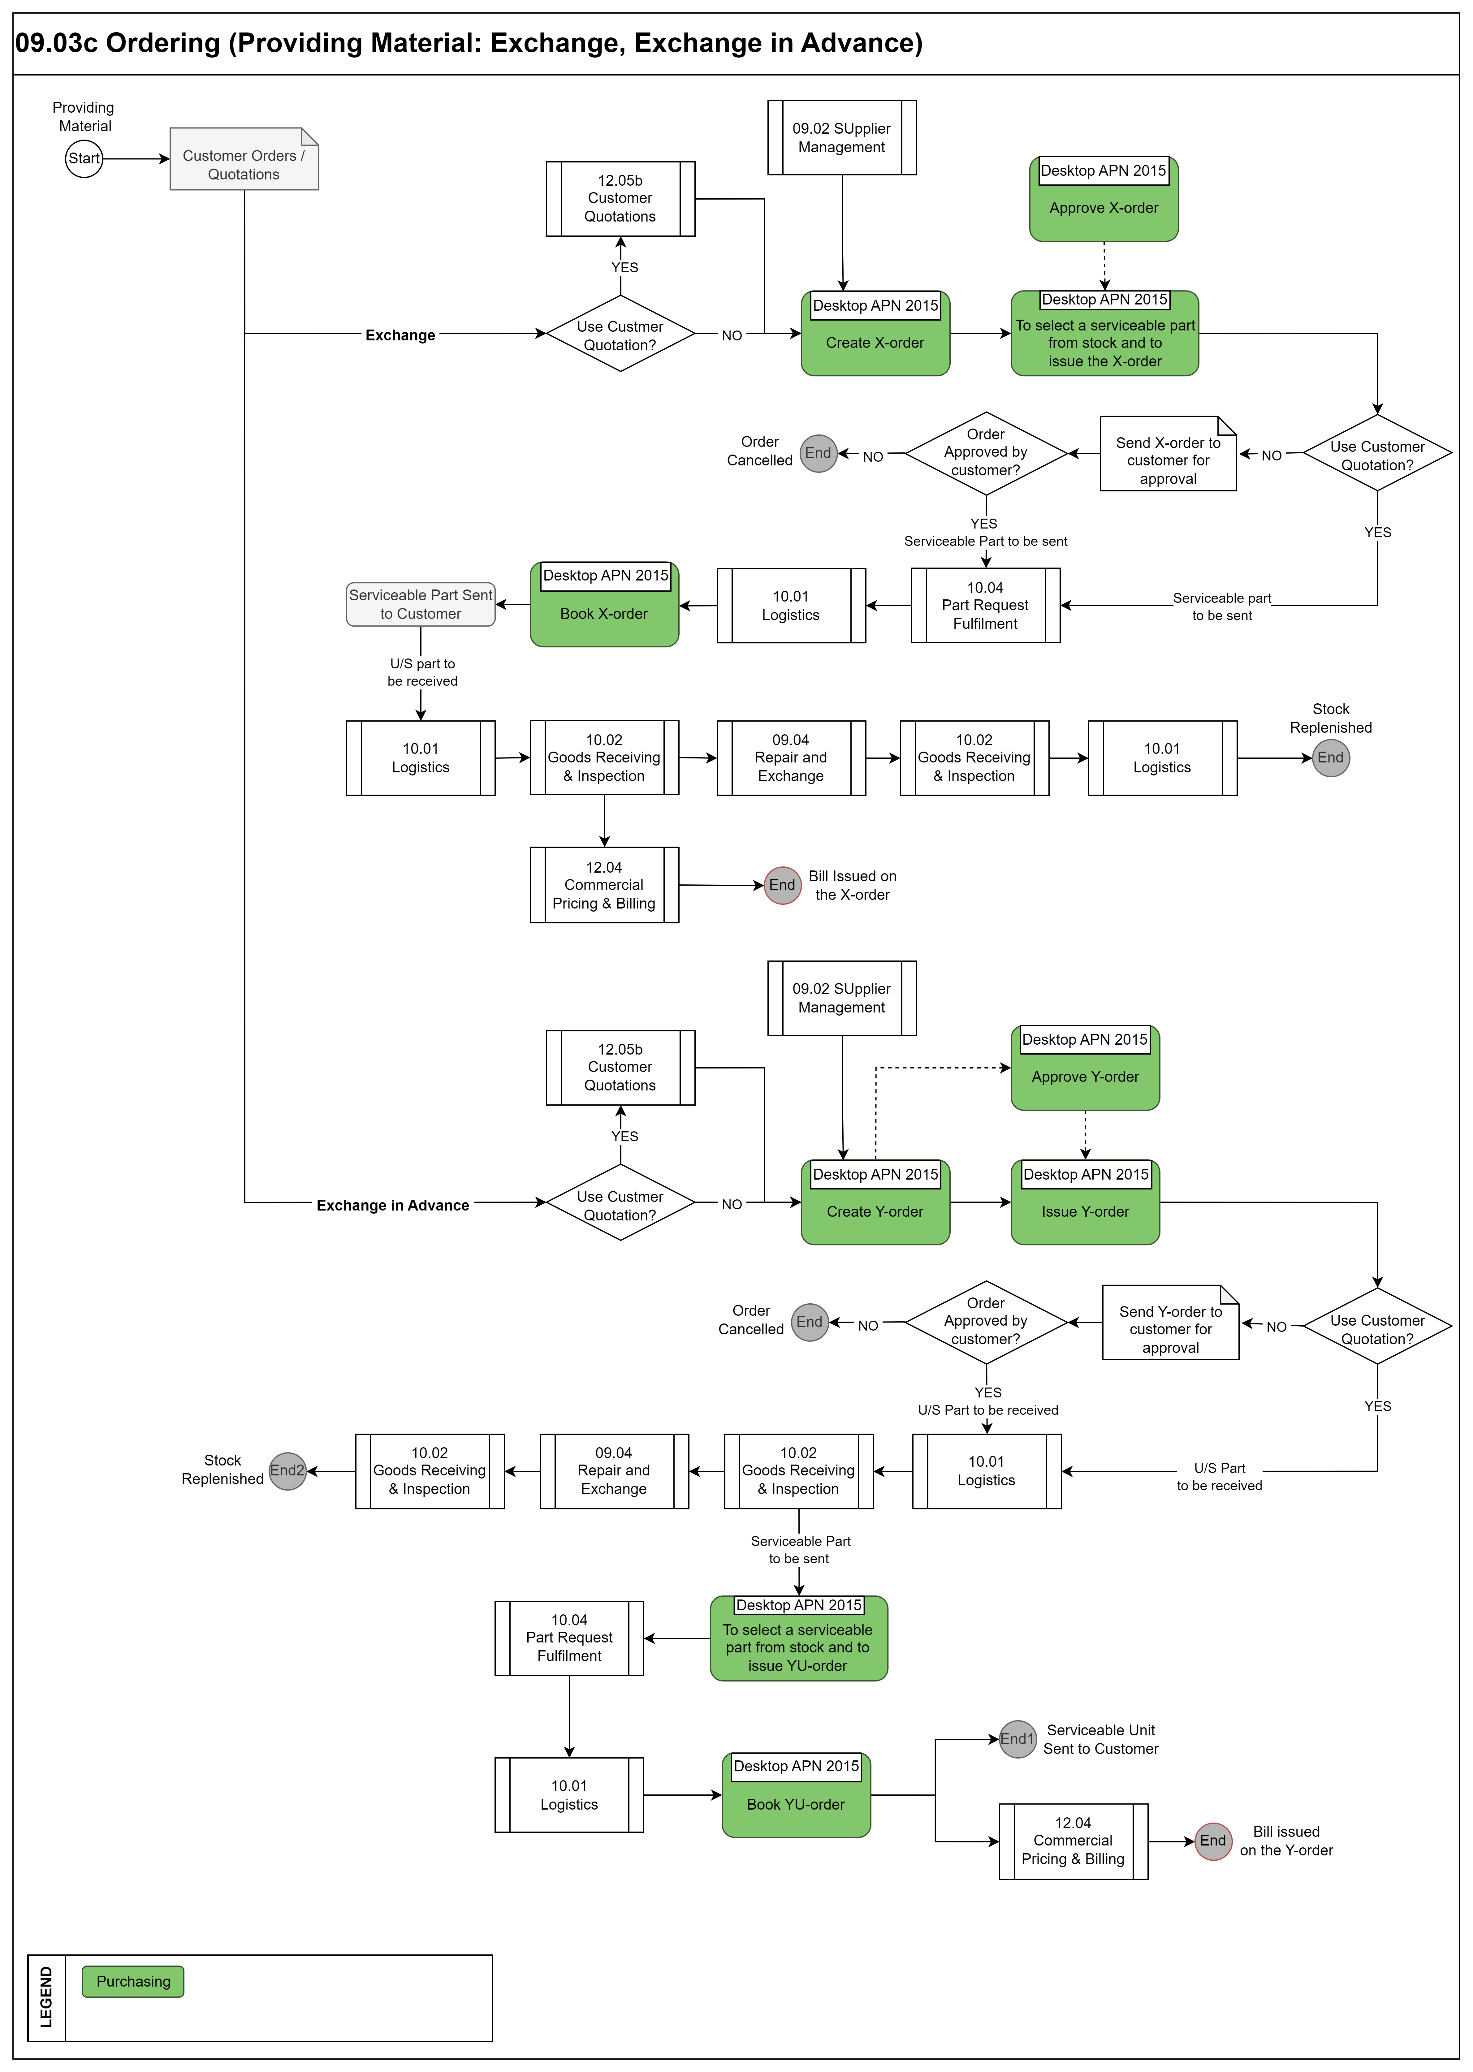 09.03c Ordering (Providing Material: Exchange, Exchange in Advance)
Providing
Material
Start
Customer Orders /
Quotations
12.05b
Customer
Quotations
09.02 SUpplier
Management
Desktop APN 2015
Approve X-order
YES
Exchange
Use Custmer
Quotation?
NO
Desktop APN 2015
Create X-order
Desktop APN 2015
To select a serviceable part
from stock and to
issue the X-order
Order
Cancelled
End
NO
Order
Approved by
customer?
Send X-order to
customer for
approval
NO
Use Customer
Quotation?
YES
Serviceable Part to be sent
YES
Serviceable Part Sent
to Customer
Desktop APN 2015
Book X-order
10.01
Logistics
10.04
Part Request
Fulfilment
Serviceable part
to be sent
U/S part to
be received
10.01
Logistics
10.02
Goods Receiving
& Inspection
09.04
Repair and
Exchange
10.02
Goods Receiving
& Inspection
10.01
Logistics
Stock
Replenished
End
12.04
Commercial
Pricing & Billing
End
Bill Issued on
the X-order
09.02 SUpplier
Management
12.05b
Customer
Quotations
Desktop APN 2015
Approve Y-order
YES
Exchange in Advance
Use Custmer
Quotation?
NO
Desktop APN 2015
Create Y-order
Desktop APN 2015
Issue Y-order
Order
Cancelled
End
NO
Order
Approved by
customer?
Send Y-order to
customer for
approval
NO
Use Customer
Quotation?
YES
U/S Part to be received
YES
Stock
Replenished
End2
10.02
Goods Receiving
& Inspection
09.04
Repair and
Exchange
10.02
Goods Receiving
& Inspection
10.01
Logistics
U/S Part
to be received
Serviceable Part
to be sent
10.04
Part Request
Fulfilment
Desktop APN 2015
To select a serviceable
part from stock and to
issue YU-order
10.01
Logistics
Desktop APN 2015
Book YU-order
End1
Serviceable Unit
Sent to Customer
12.04
Commercial
Pricing & Billing
End
Bill issued
on the Y-order
LEGEND
Purchasing